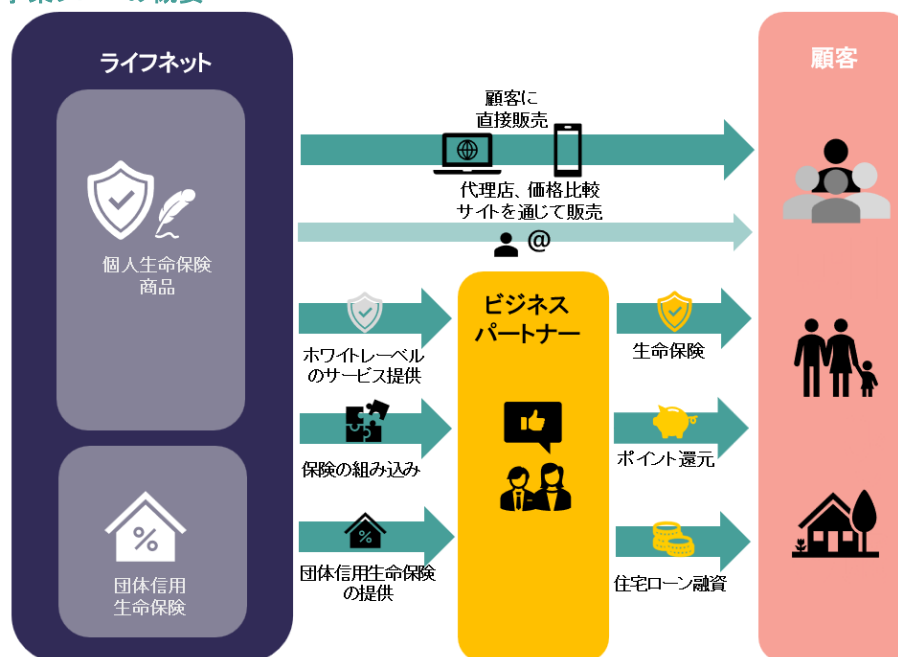 ライフネット
顧客
個人生命保険
商品
団体信用
生命保険
顧客に
直接販売
代理店、価格比較
サイトを通じて販売
@
ビジネス
パートナー
ホワイトレーベル
のサービス提供
生命保険
保険の組み込み
ポイント還元
%
団体信用生命保険
の提供
住宅ローン融資
%